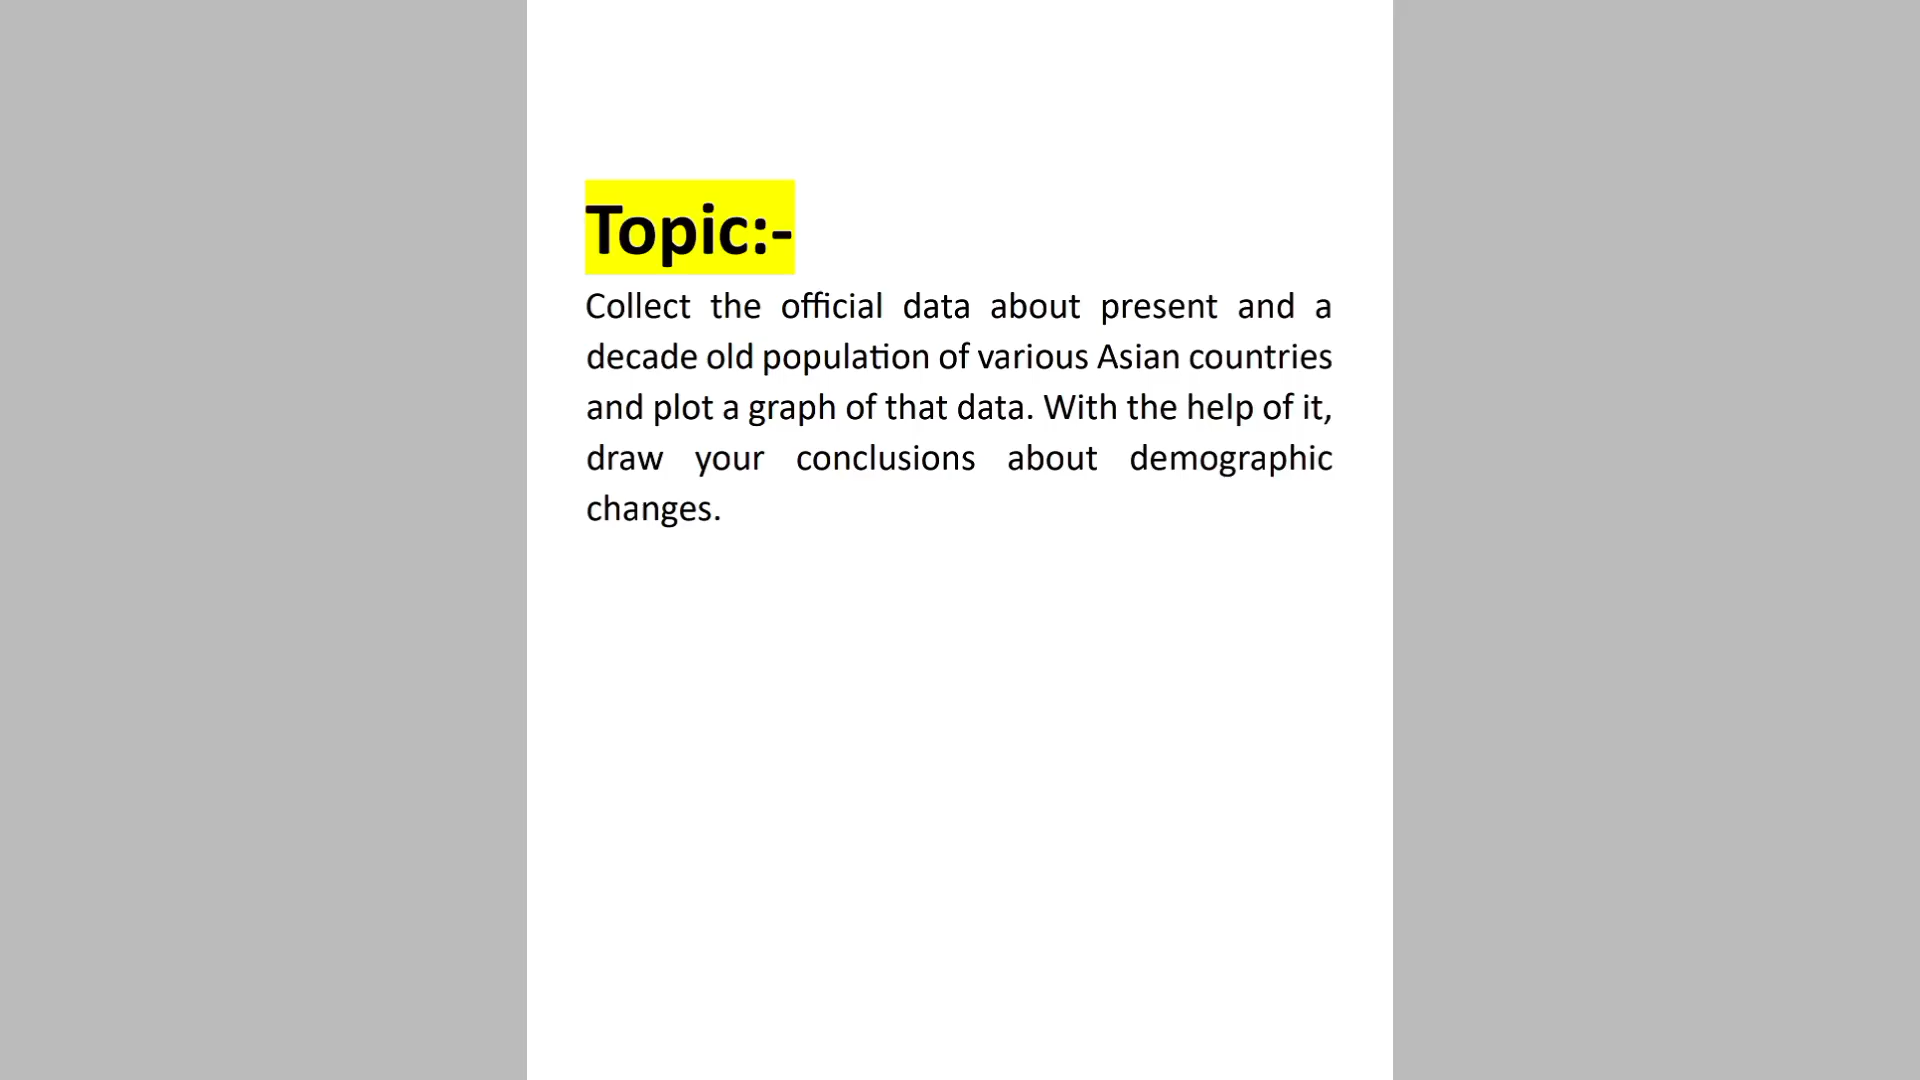 Topic:-
Collect the official data about present and a
decade old population of various Asian countries
and plot a graph of that data. With the help of it,
draw your conclusions about demographic
changes.